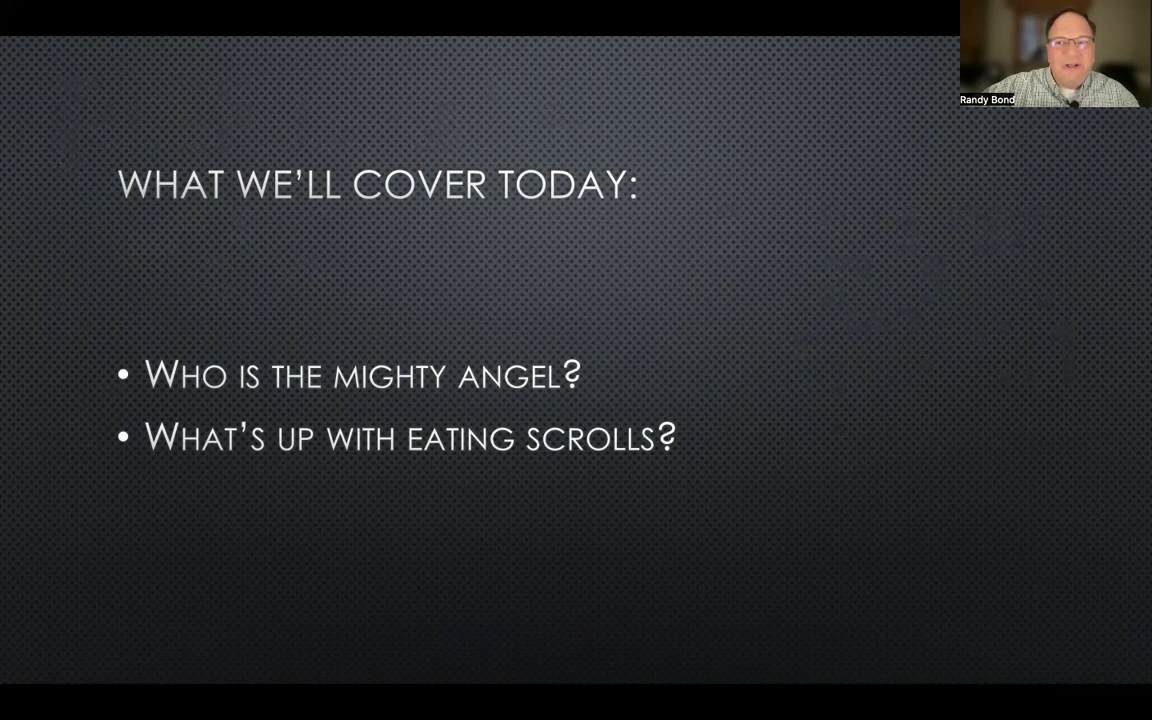 Randy Bond
WHAT WE'LL COVER TODAY:
• WHO IS THE MIGHTY ANGEL?
• WHAT'S UP WITH EATING SCROLLS?